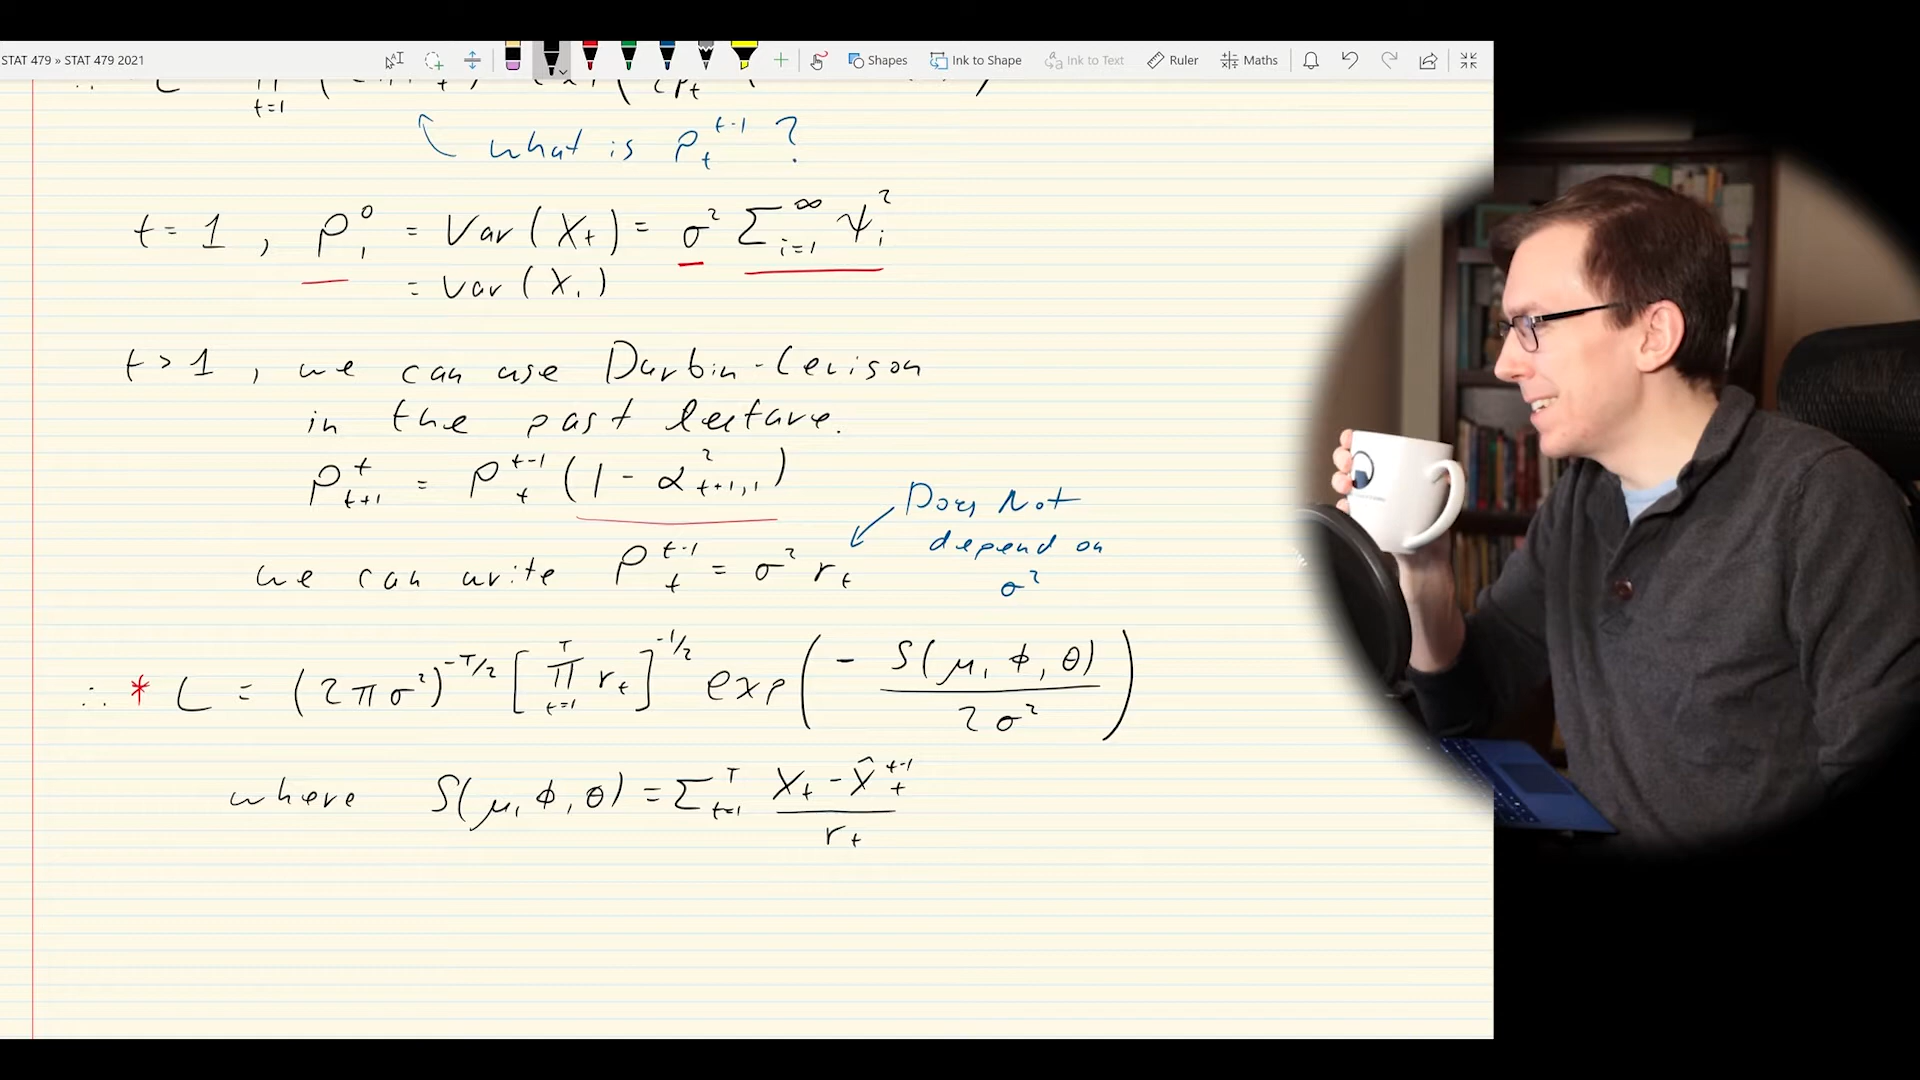 STAT 479 » STAT 479 2021
Shapes
Ink to Shape
Ink to Text
Ruler
Maths
t=1
what is P_t^{t-1} ?
t = 1 , P_1^0 = Var ( X_t ) = σ² Σ_{i=1}^∞ ψ_i²
= Var ( X_1 )
t > 1 , we can use Durbin-Levison
in the past lecture.
P_{t+1}^t = P_t^{t-1} ( 1 - α²_{t+1,1} )
we can write P_t^{t-1} = σ² r_t
Does Not
depend on
σ²
∴ * L = (2πσ²)^{-T/2} [ Π_{t=1}^T r_t ]^{-1/2} exp( - S(μ, φ, θ) / 2σ² )
where S(μ, φ, θ) = Σ_{t=1}^T X_t - X̂_t^{t-1} / r_t